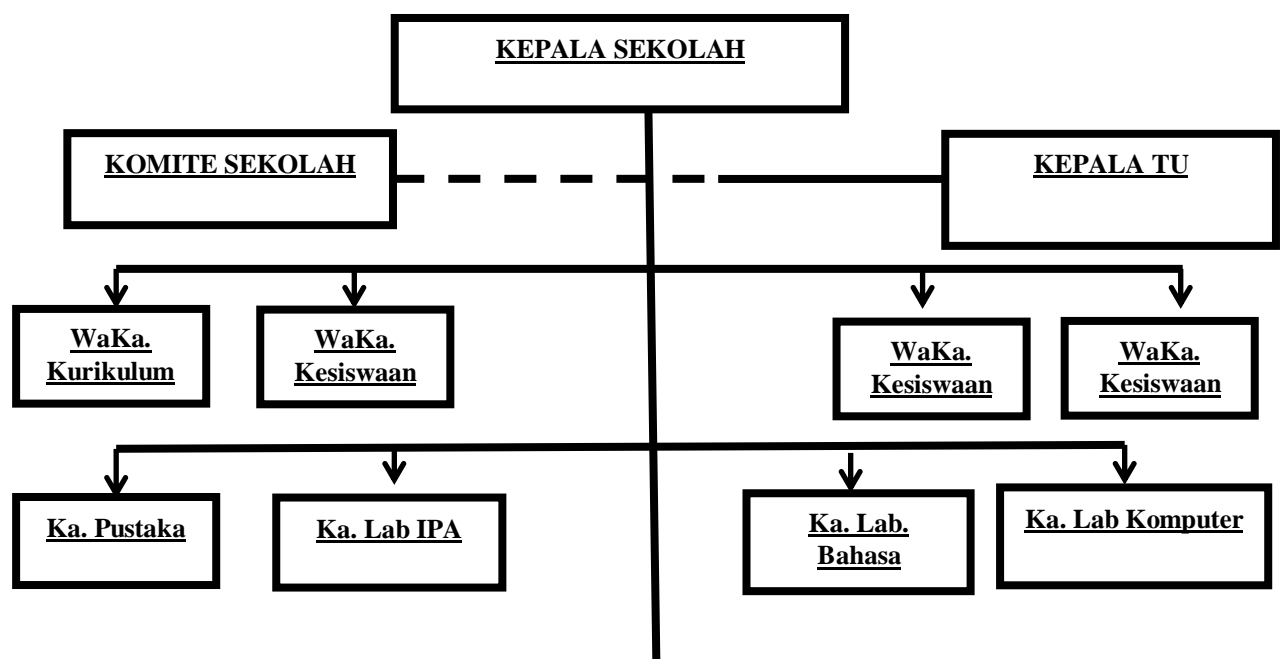 KEPALA SEKOLAH
KOMITE SEKOLAH
KEPALA TU
WaKa.
Kurikulum
WaKa.
Kesiswaan
WaKa.
Kesiswaan
WaKa.
Kesiswaan
Ka. Pustaka
Ka. Lab IPA
Ka. Lab.
Bahasa
Ka. Lab Komputer